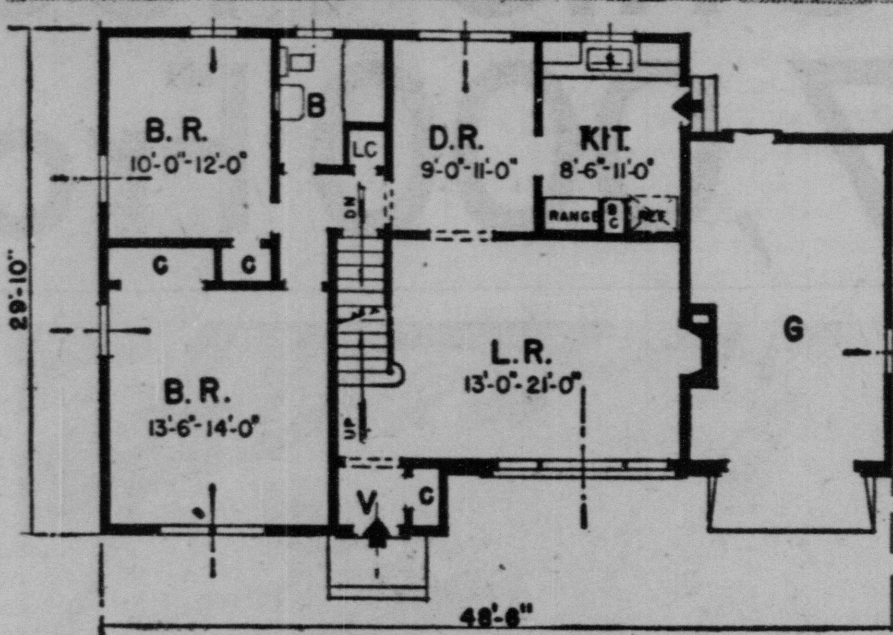 B. R.
10'-0"-12'-0"
B
LC
D.R.
9'-0"-11'-0"
KIT.
8'-6"-11'-0"
RANGE
B
C
REF.
DN
C
C
B. R.
13'-6"-14'-0"
L.R.
13'-0"-21'-0"
G
UP
V
C
29'-10"
48'-6"